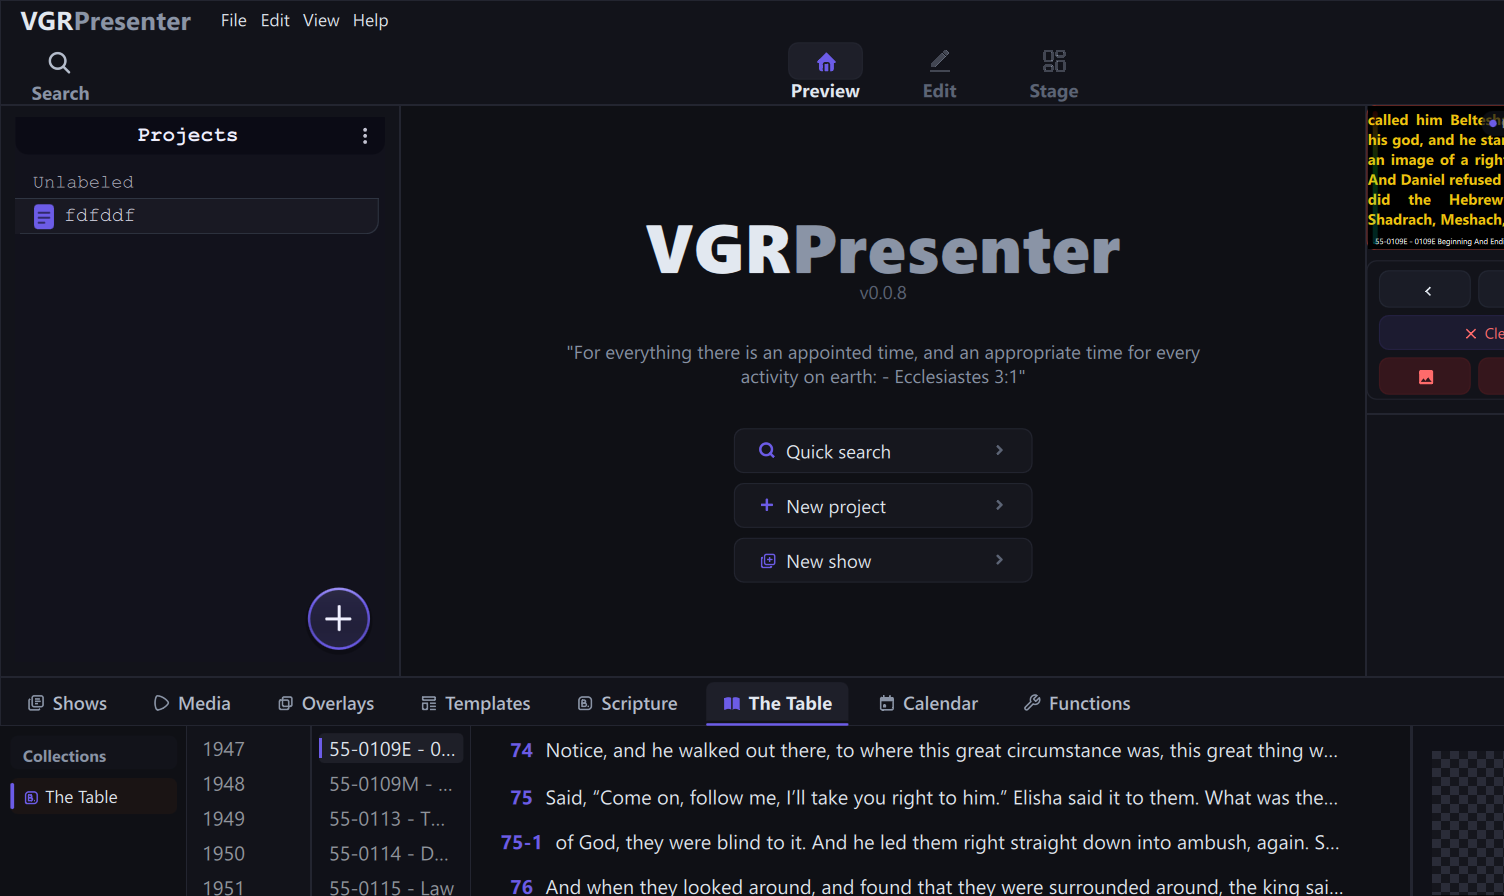 VGRPresenter File Edit View Help
Search
Preview Edit Stage
Projects
Unlabeled
fdfddf
VGRPresenter
v0.0.8
"For everything there is an appointed time, and an appropriate time for every
activity on earth: - Ecclesiastes 3:1"
Quick search
New project
New show
called him
his god, and he
an image of a
And Daniel refused
did the Hebrew
Shadrach, Meshach,
55-0109E - 0109E Beginning And
Shows Media Overlays Templates Scripture The Table Calendar Functions
Collections
The Table
1947
1948
1949
1950
1951
55-0109E - 0...
55-0109M - ...
55-0113 - T...
55-0114 - D...
55-0115 - Law
74 Notice, and he walked out there, to where this great circumstance was, this great thing w...
75 Said, “Come on, follow me, I’ll take you right to him.” Elisha said it to them. What was the...
75-1 of God, they were blind to it. And he led them right straight down into ambush, again. S...
76 And when they looked around, and found that they were surrounded around, the king sai...